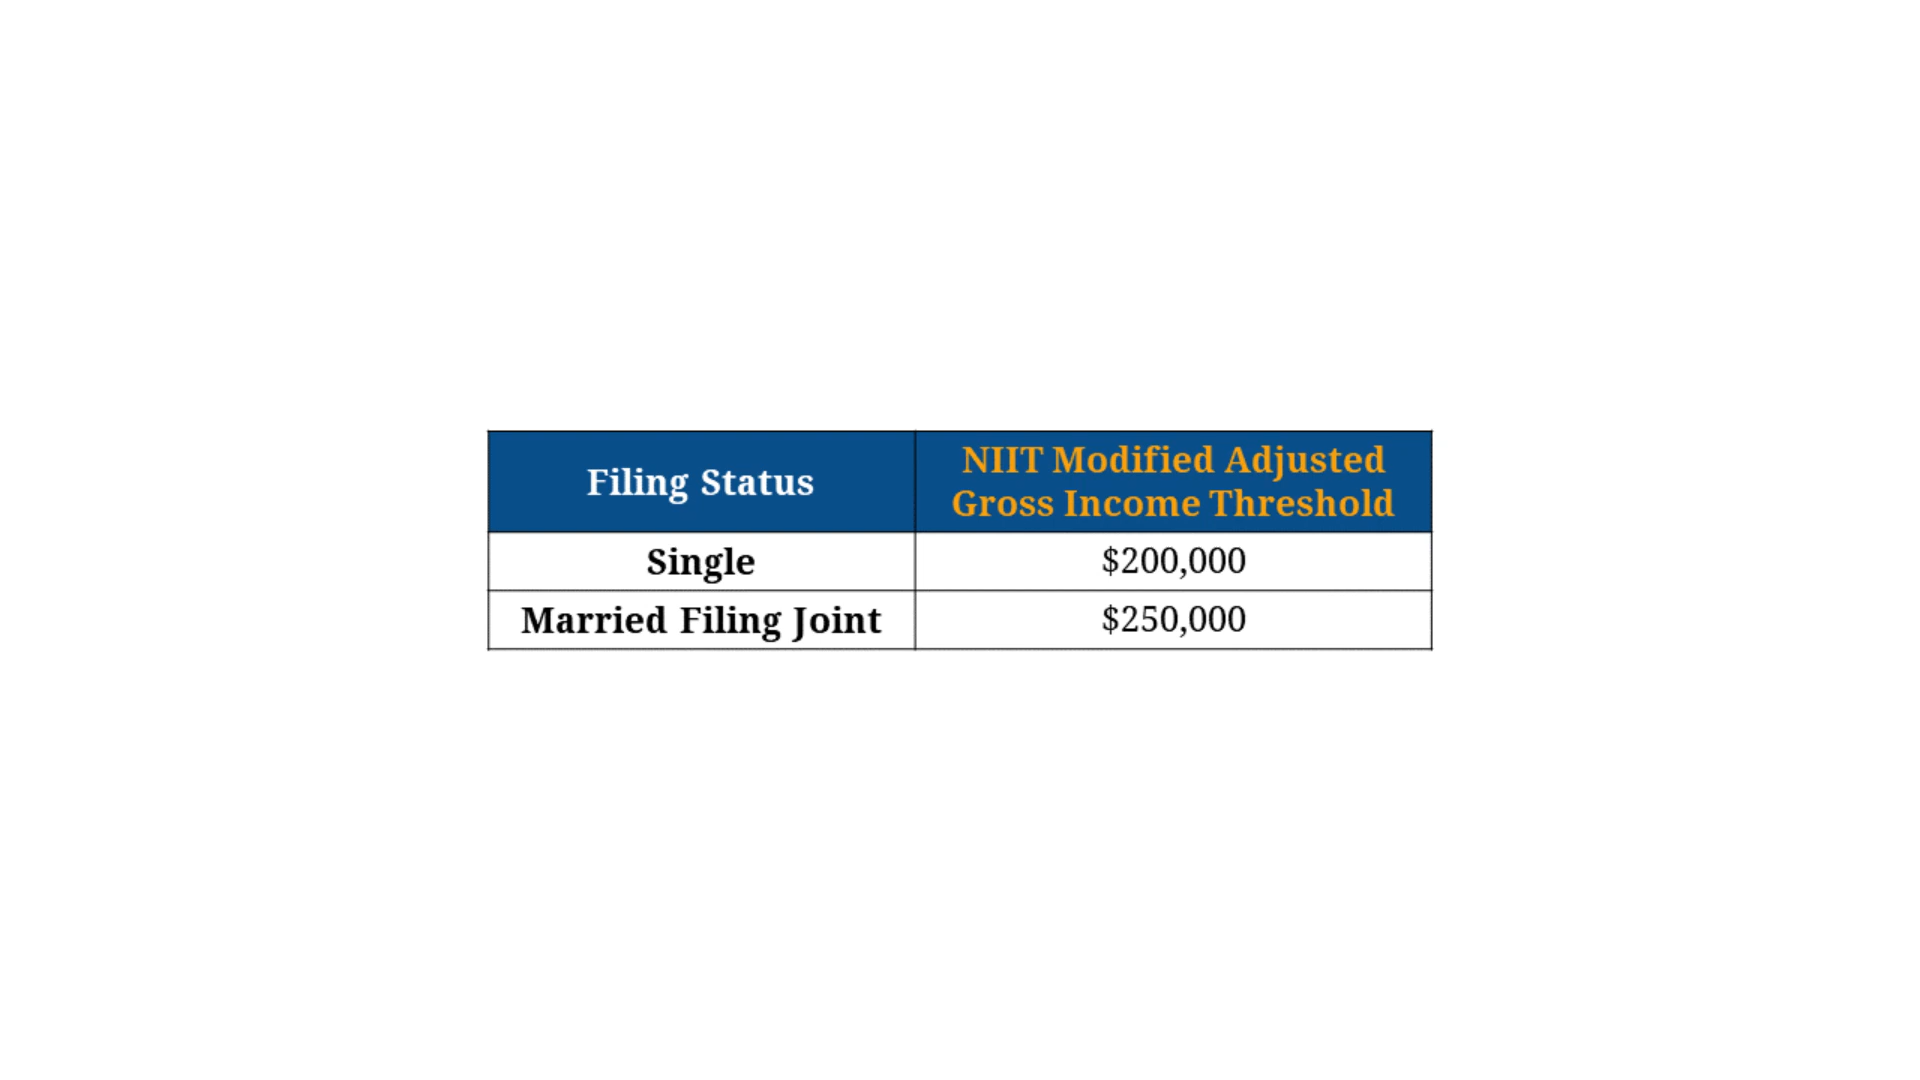 Filing Status
NIIT Modified Adjusted
Gross Income Threshold
Single
$200,000
Married Filing Joint
$250,000